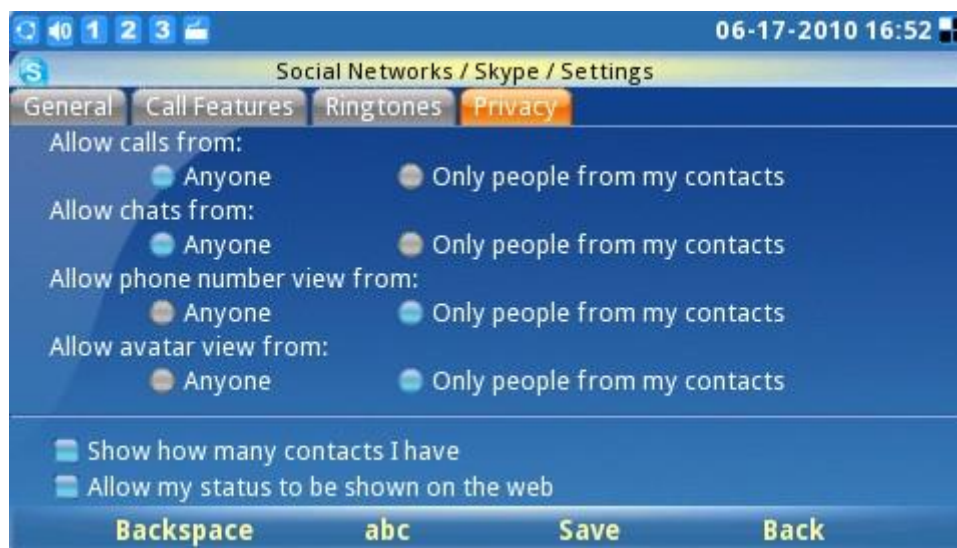 1 2 3 06-17-2010 16:52
S Social Networks / Skype / Settings
General Call Features Ringtones Privacy
Allow calls from:
Anyone Only people from my contacts
Allow chats from:
Anyone Only people from my contacts
Allow phone number view from:
Anyone Only people from my contacts
Allow avatar view from:
Anyone Only people from my contacts
Show how many contacts I have
Allow my status to be shown on the web
Backspace abc Save Back